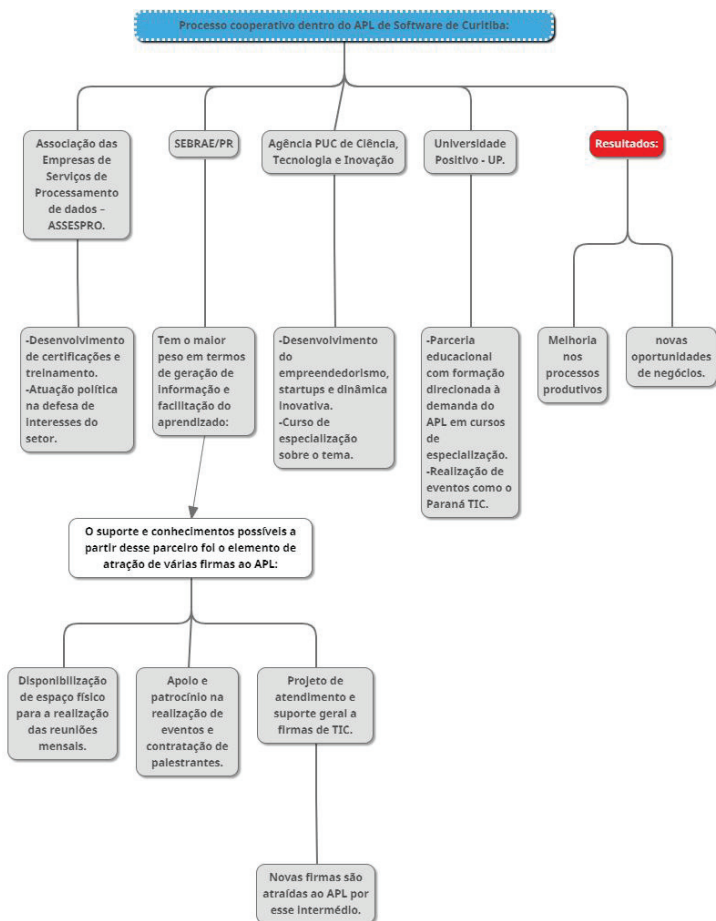 Processo cooperativo dentro do APL de Software de Curitiba:
Associação das
Empresas de
Serviços de
Processamento
de dados –
ASSESPRO.
SEBRAE/PR
Agência PUC de Ciência,
Tecnologia e Inovação
Universidade
Positivo - UP.
Resultados:
-Desenvolvimento
de certificações e
treinamento.
-Atuação política
na defesa de
interesses do
setor.
Tem o maior
peso em termos
de geração de
informação e
facilitação do
aprendizado:
-Desenvolvimento
do
empreendedorismo,
startups e dinâmica
inovativa.
-Curso de
especialização
sobre o tema.
-Parceria
educacional
com formação
direcionada à
demanda do
APL em cursos
de
especialização.
-Realização de
eventos como o
Paraná TIC.
Melhoria
nos
processos
produtivos
novas
oportunidades
de negócios.
O suporte e conhecimentos possíveis a
partir desse parceiro foi o elemento de
atração de várias firmas ao APL:
Disponibilização
de espaço físico
para a realização
das reuniões
mensais.
Apoio e
patrocínio na
realização de
eventos e
contratação de
palestrantes.
Projeto de
atendimento e
suporte geral a
firmas de TIC.
Novas firmas são
atraídas ao APL por
esse intermédio.